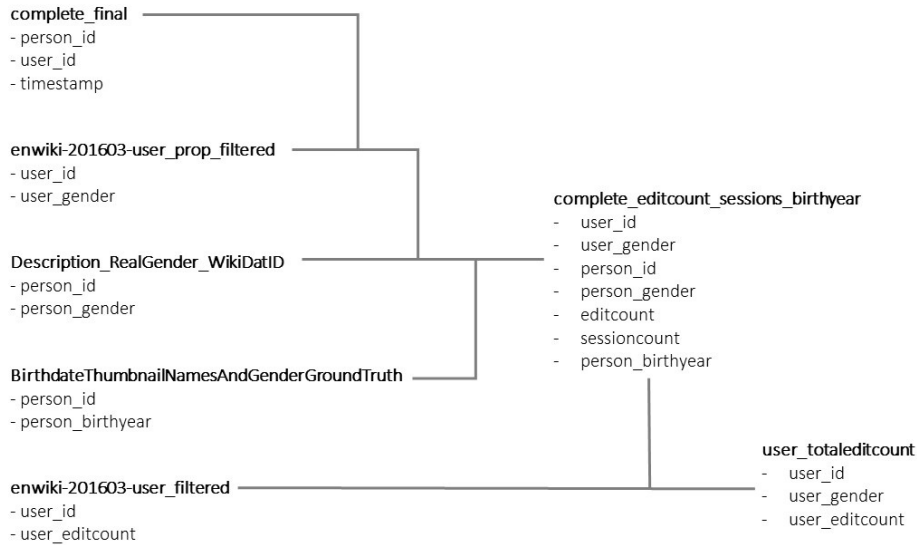 complete_final
- person_id
- user_id
- timestamp
enwiki-201603-user_prop_filtered
- user_id
- user_gender
Description_RealGender_WikiDatID
- person_id
- person_gender
BirthdateThumbnailNamesAndGenderGroundTruth
- person_id
- person_birthyear
enwiki-201603-user_filtered
- user_id
- user_editcount
complete_editcount_sessions_birthyear
- user_id
- user_gender
- person_id
- person_gender
- editcount
- sessioncount
- person_birthyear
user_totaleditcount
- user_id
- user_gender
- user_editcount